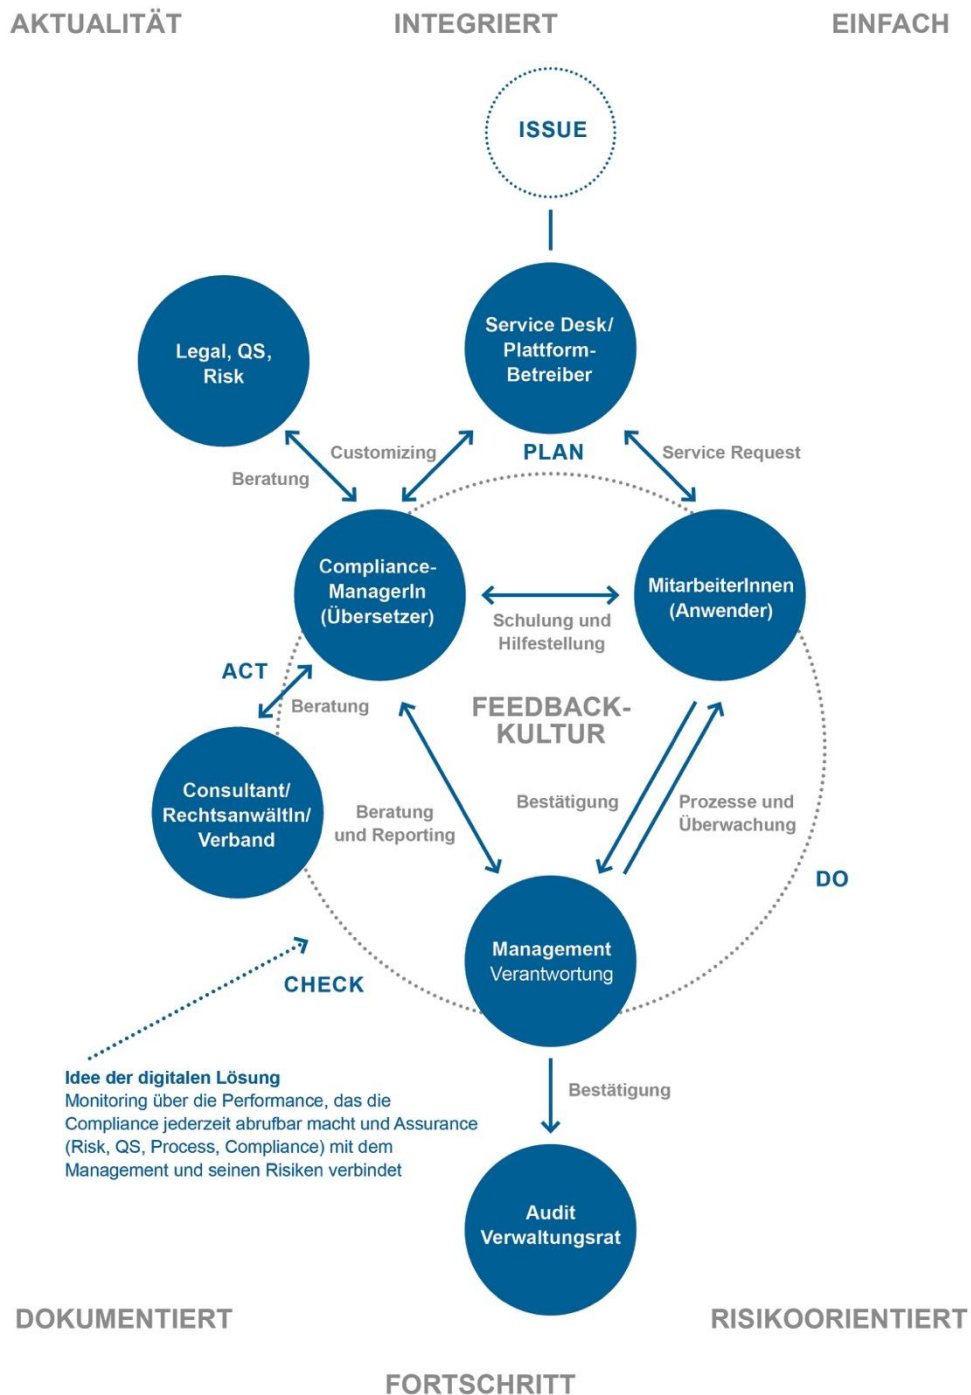 AKTUALITÄT
INTEGRIERT
EINFACH
ISSUE
Service Desk/
Plattform-
Betreiber
Legal, QS,
Risk
Customizing
PLAN
Service Request
Beratung
Compliance-
ManagerIn
(Übersetzer)
MitarbeiterInnen
(Anwender)
Schulung und
Hilfestellung
ACT
Beratung
FEEDBACK-
KULTUR
Consultant/
RechtsanwältIn/
Verband
Beratung
und Reporting
Bestätigung
Prozesse und
Überwachung
DO
Management
Verantwortung
CHECK
Idee der digitalen Lösung
Monitoring über die Performance, das die
Compliance jederzeit abrufbar macht und Assurance
(Risk, QS, Process, Compliance) mit dem
Management und seinen Risiken verbindet
Bestätigung
Audit
Verwaltungsrat
DOKUMENTIERT
RISIKOORIENTIERT
FORTSCHRITT